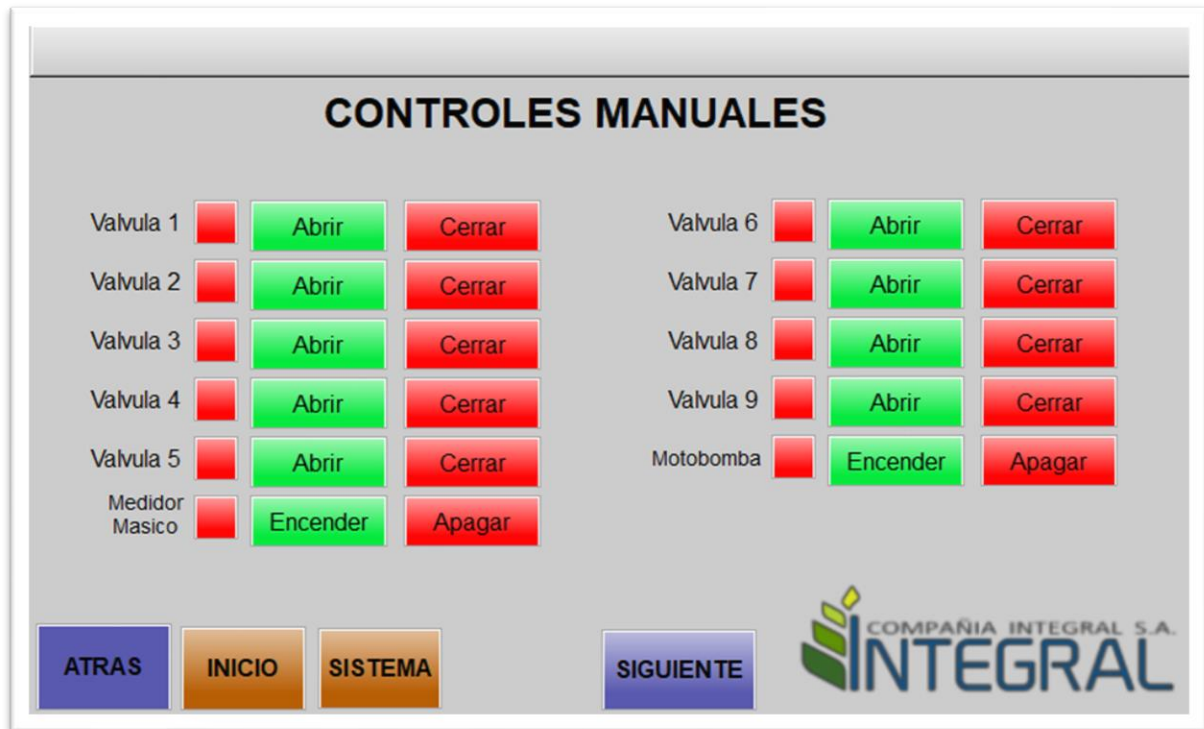 CONTROLES MANUALES
Valvula 1 Abrir Cerrar
Valvula 2 Abrir Cerrar
Valvula 3 Abrir Cerrar
Valvula 4 Abrir Cerrar
Valvula 5 Abrir Cerrar
Medidor
Masico Encender Apagar
Valvula 6 Abrir Cerrar
Valvula 7 Abrir Cerrar
Valvula 8 Abrir Cerrar
Valvula 9 Abrir Cerrar
Motobomba Encender Apagar
ATRAS INICIO SISTEMA SIGUIENTE
COMPAÑIA INTEGRAL S.A.
INTEGRAL